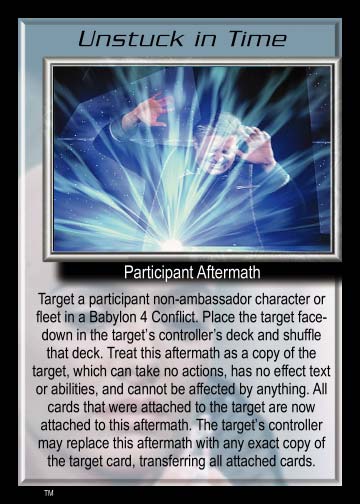 Unstuck in Time
Participant Aftermath
Target a participant non-ambassador character or
fleet in a Babylon 4 Conflict. Place the target face-
down in the target's controller's deck and shuffle
that deck. Treat this aftermath as a copy of the
target, which can take no actions, has no effect text
or abilities, and cannot be affected by anything. All
cards that were attached to the target are now
attached to this aftermath. The target's controller
may replace this aftermath with any exact copy of
the target card, transferring all attached cards.
TM